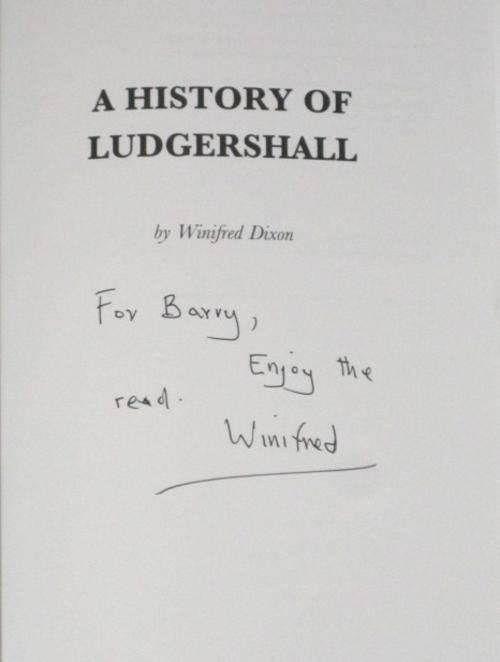 A HISTORY OF
LUDGERSHALL
by Winifred Dixon
For Barry,
Enjoy the
read.
Winifred